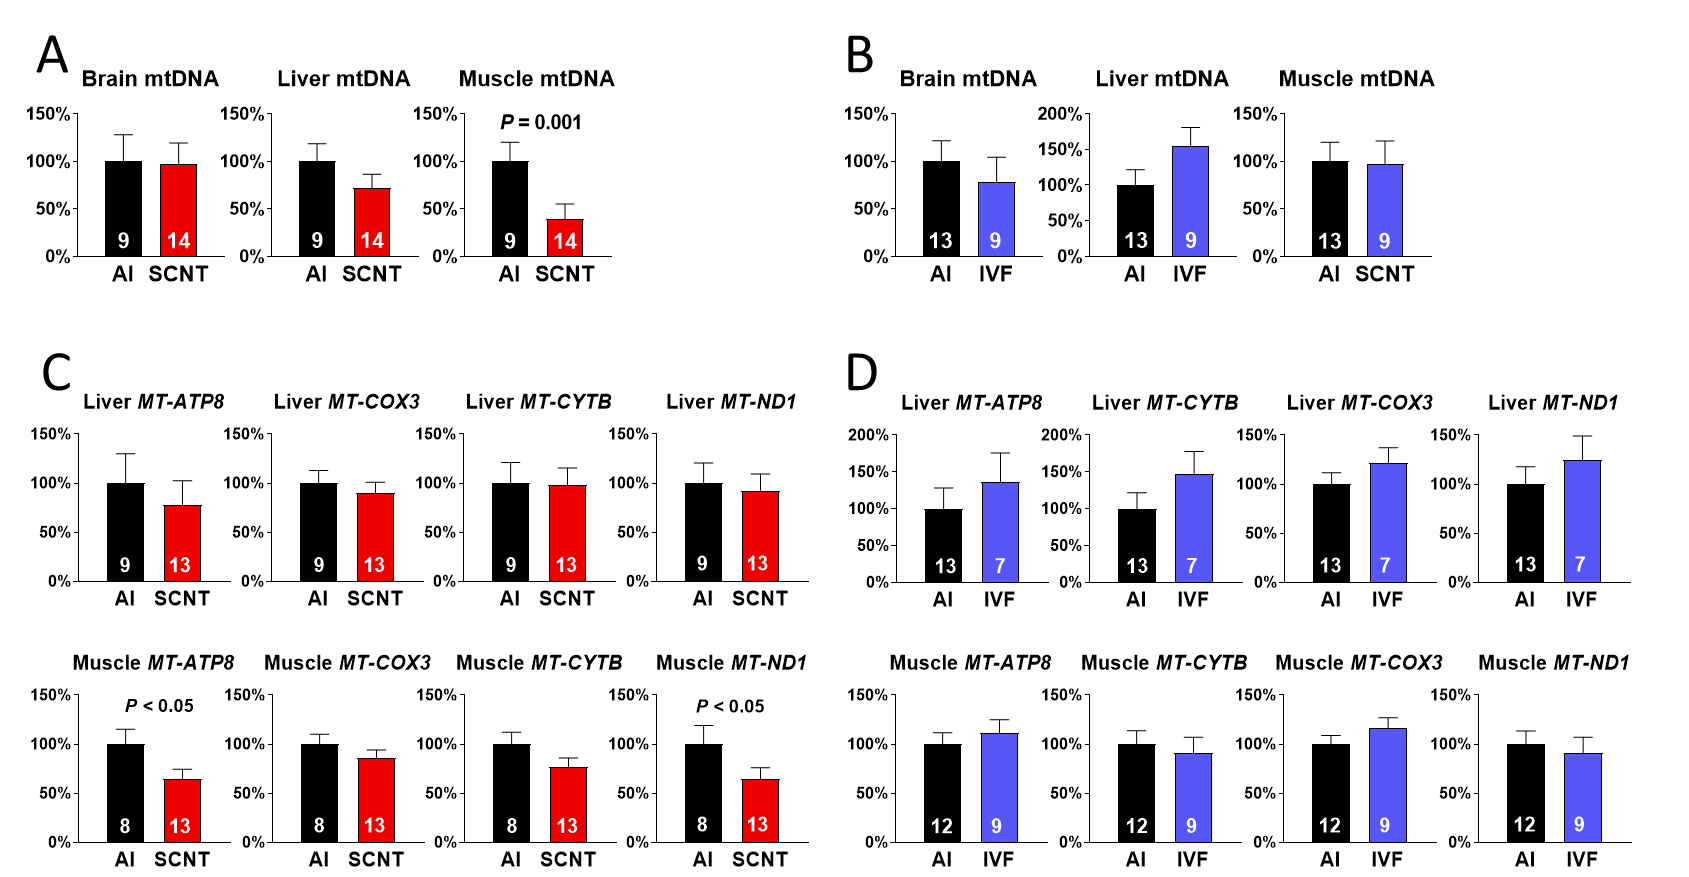 A
Brain mtDNA Liver mtDNA Muscle mtDNA
150% 150% 150%
P = 0.001
100% 100% 100%
50% 50% 50%
9 14 9 14 9 14
0% 0% 0%
AI SCNT AI SCNT AI SCNT
B
Brain mtDNA Liver mtDNA Muscle mtDNA
150% 200% 150%
150%
100% 100% 100%
50% 50% 50%
13 9 13 9 13 9
0% 0% 0%
AI IVF AI IVF AI SCNT
C
Liver MT-ATP8 Liver MT-COX3 Liver MT-CYTB Liver MT-ND1
150% 150% 150% 150%
100% 100% 100% 100%
50% 50% 50% 50%
9 13 9 13 9 13 9 13
0% 0% 0% 0%
AI SCNT AI SCNT AI SCNT AI SCNT
Muscle MT-ATP8 Muscle MT-COX3 Muscle MT-CYTB Muscle MT-ND1
150% 150% 150% 150%
P < 0.05 P < 0.05
100% 100% 100% 100%
50% 50% 50% 50%
8 13 8 13 8 13 8 13
0% 0% 0% 0%
AI SCNT AI SCNT AI SCNT AI SCNT
D
Liver MT-ATP8 Liver MT-CYTB Liver MT-COX3 Liver MT-ND1
200% 200% 150% 150%
150% 150% 100% 100%
100% 100% 50% 50%
50% 50%
13 7 13 7 13 7 13 7
0% 0% 0% 0%
AI IVF AI IVF AI IVF AI IVF
Muscle MT-ATP8 Muscle MT-CYTB Muscle MT-COX3 Muscle MT-ND1
150% 150% 150% 150%
100% 100% 100% 100%
50% 50% 50% 50%
12 9 12 9 12 9 12 9
0% 0% 0% 0%
AI IVF AI IVF AI IVF AI IVF